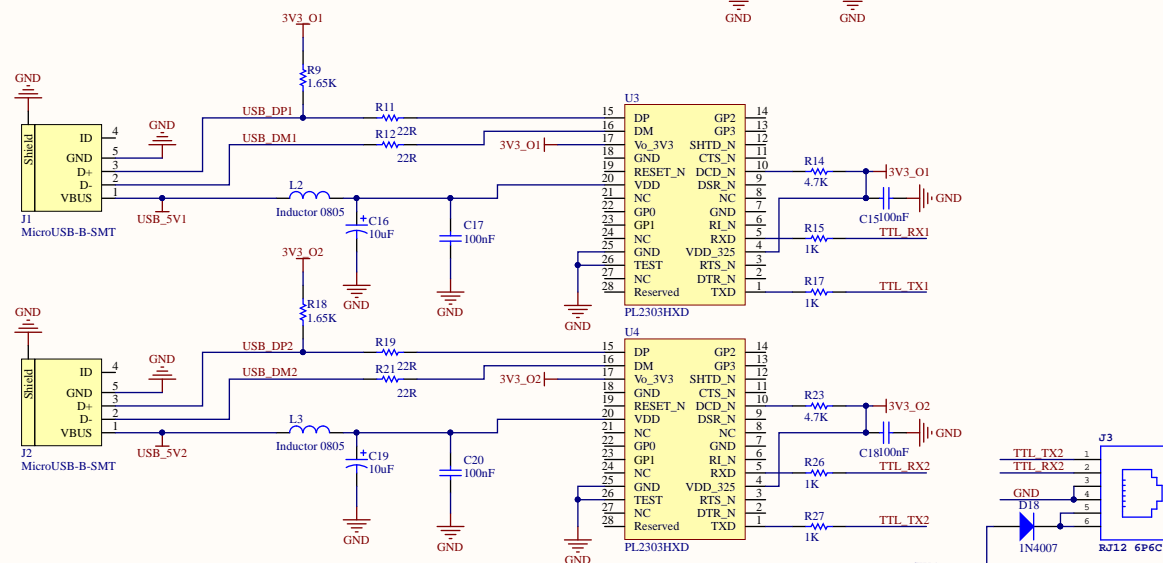 GND
GND
3V3_O1
R9
1.65K
GND
Shield
ID
4
GND
5
D+
3
D-
2
VBUS
1
J1
MicroUSB-B-SMT
GND
USB_5V1
USB_DP1
USB_DM1
R11
22R
R12
22R
L2
Inductor 0805
+
C16
10uF
C17
100nF
GND
GND
3V3_O1
U3
15 DP GP2 14
16 DM GP3 13
17 Vo_3V3 SHTD_N 12
18 GND CTS_N 11
19 RESET_N DCD_N 10
20 VDD DSR_N 9
21 NC NC 8
22 GP0 GND 7
23 GP1 RI_N 6
24 NC RXD 5
25 GND VDD_325 4
26 TEST RTS_N 3
27 NC DTR_N 2
28 Reserved TXD 1
PL2303HXD
GND
R14
4.7K
3V3_O1
C15
100nF
GND
R15
1K
TTL_RX1
R17
1K
TTL_TX1
3V3_O2
R18
1.65K
GND
Shield
ID
4
GND
5
D+
3
D-
2
VBUS
1
J2
MicroUSB-B-SMT
GND
USB_5V2
USB_DP2
USB_DM2
R19
22R
R21
22R
L3
Inductor 0805
+
C19
10uF
C20
100nF
GND
GND
3V3_O2
U4
15 DP GP2 14
16 DM GP3 13
17 Vo_3V3 SHTD_N 12
18 GND CTS_N 11
19 RESET_N DCD_N 10
20 VDD DSR_N 9
21 NC NC 8
22 GP0 GND 7
23 GP1 RI_N 6
24 NC RXD 5
25 GND VDD_325 4
26 TEST RTS_N 3
27 NC DTR_N 2
28 Reserved TXD 1
PL2303HXD
GND
R23
4.7K
3V3_O2
C18
100nF
GND
R26
1K
TTL_RX2
R27
1K
TTL_TX2
J3
TTL_TX2 1
TTL_RX2 2
3
GND 4
5
6
D18
1N4007
RJ12 6P6C